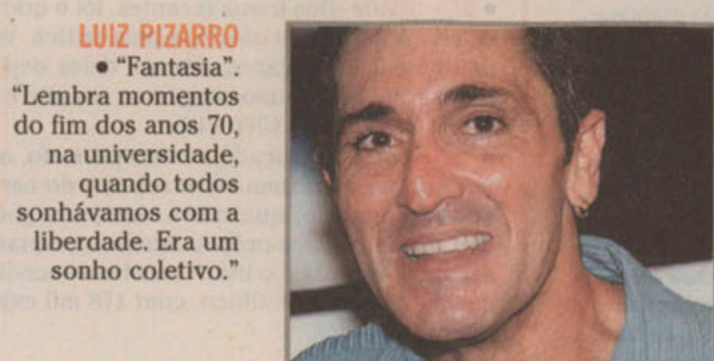 LUIZ PIZARRO
● “Fantasia”.
“Lembra momentos
do fim dos anos 70,
na universidade,
quando todos
sonhávamos com a
liberdade. Era um
sonho coletivo.”